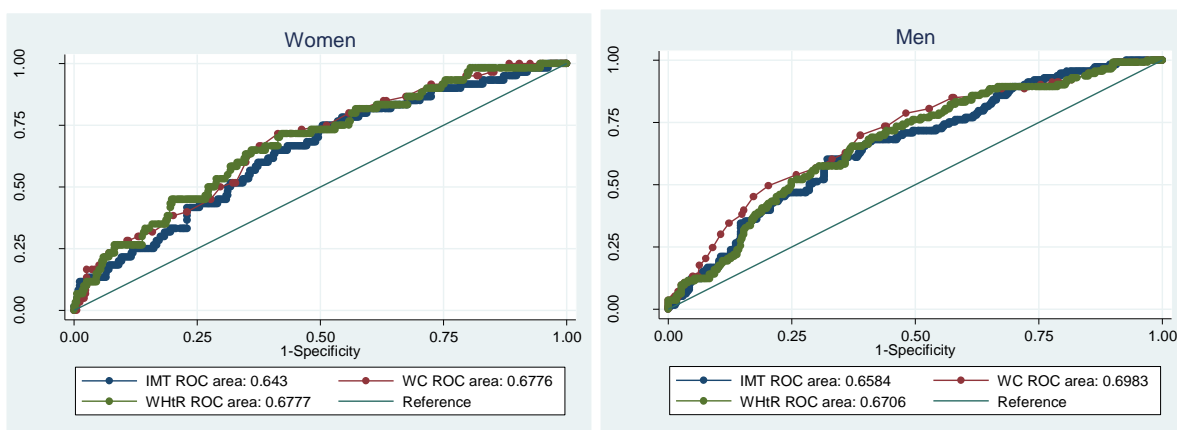 Women
1.00
0.75
0.50
0.25
0.00
0.00 0.25 0.50 0.75 1.00
1-Specificity
IMT ROC area: 0.643 WC ROC area: 0.6776
WHtR ROC area: 0.6777 Reference
Men
1.00
0.75
0.50
0.25
0.00
0.00 0.25 0.50 0.75 1.00
1-Specificity
IMT ROC area: 0.6584 WC ROC area: 0.6983
WHtR ROC area: 0.6706 Reference